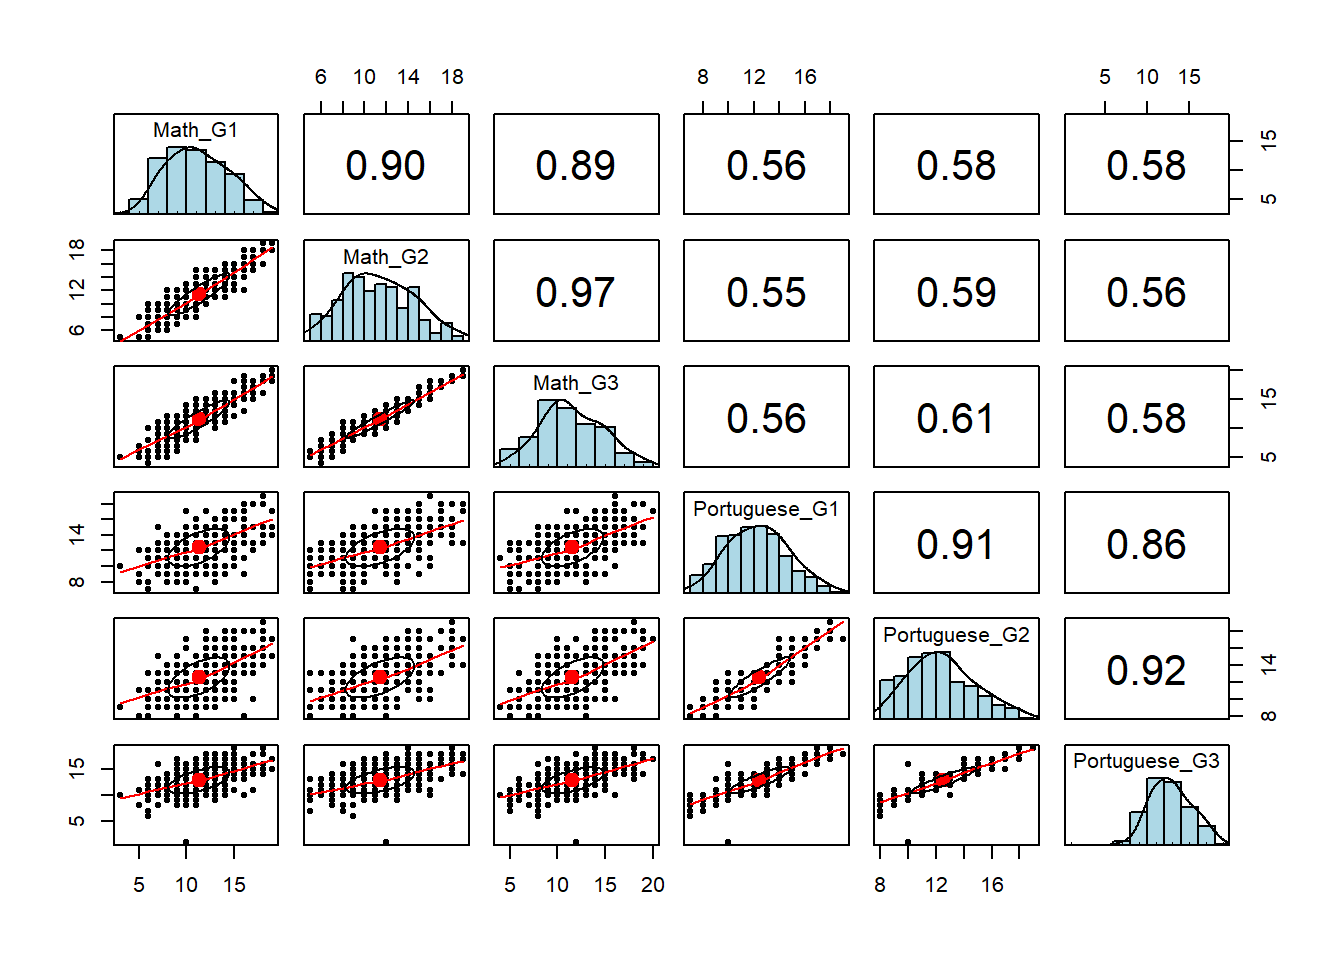 6 10 14 18 8 12 16 5 10 15
Math_G1 0.90 0.89 0.56 0.58 0.58 5 15
6 12 18 Math_G2 0.97 0.55 0.59 0.56
Math_G3 0.56 0.61 0.58 5 15
8 14 Portuguese_G1 0.91 0.86
Portuguese_G2 0.92 8 14
5 15 Portuguese_G3
5 10 15 5 10 15 20 8 12 16